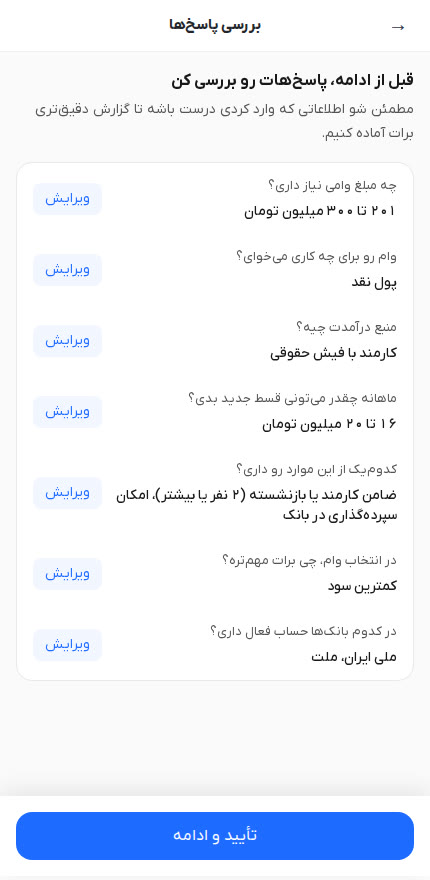 →
بررسی پاسخ‌ها
قبل از ادامه، پاسخ‌هات رو بررسی کن
مطمئن شو اطلاعاتی که وارد کردی درست باشه تا گزارش دقیق‌تری
برات آماده کنیم.
چه مبلغ وامی نیاز داری؟
۲۰۱ تا ۳۰۰ میلیون تومان
ویرایش
وام رو برای چه کاری می‌خوای؟
پول نقد
ویرایش
منبع درآمدت چیه؟
کارمند با فیش حقوقی
ویرایش
ماهانه چقدر می‌تونی قسط جدید بدی؟
۱۶ تا ۲۰ میلیون تومان
ویرایش
کدوم‌یک از این موارد رو داری؟
ضامن کارمند یا بازنشسته (۲ نفر یا بیشتر)، امکان
سپرده‌گذاری در بانک
ویرایش
در انتخاب وام، چی برات مهم‌تره؟
کمترین سود
ویرایش
در کدوم بانک‌ها حساب فعال داری؟
ملی ایران، ملت
ویرایش
تأیید و ادامه